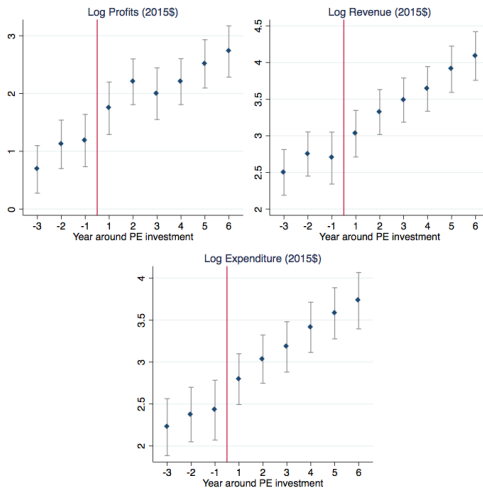 Log Profits (2015$)
3
2
1
0
-3 -2 -1 1 2 3 4 5 6
Year around PE investment
Log Revenue (2015$)
4.5
4
3.5
3
2.5
2
-3 -2 -1 1 2 3 4 5 6
Year around PE investment
Log Expenditure (2015$)
4
3.5
3
2.5
2
-3 -2 -1 1 2 3 4 5 6
Year around PE investment